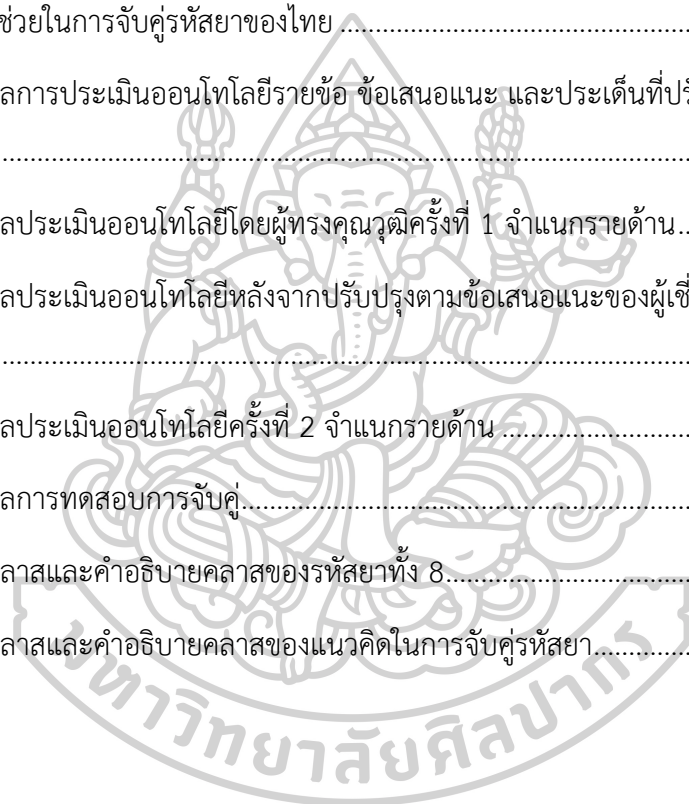 ช่วยในการจับคู่รหัสยาของไทย ..................................................
ลการประเมินออนโทโลยีรายข้อ ข้อเสนอแนะ และประเด็นที่ปรั
....................................................................................................
ลประเมินออนโทโลยีโดยผู้ทรงคุณวุฒิครั้งที่ 1 จำแนกรายด้าน..
ลประเมินออนโทโลยีหลังจากปรับปรุงตามข้อเสนอแนะของผู้เชี่
....................................................................................................
ลประเมินออนโทโลยีครั้งที่ 2 จำแนกรายด้าน ...........................
ลการทดสอบการจับคู่.................................................................
ลาสและคำอธิบายคลาสของรหัสยาทั้ง 8...................................
ลาสและคำอธิบายคลาสของแนวคิดในการจับคู่รหัสยา..............
มหาวิทยาลัยศิลปากร